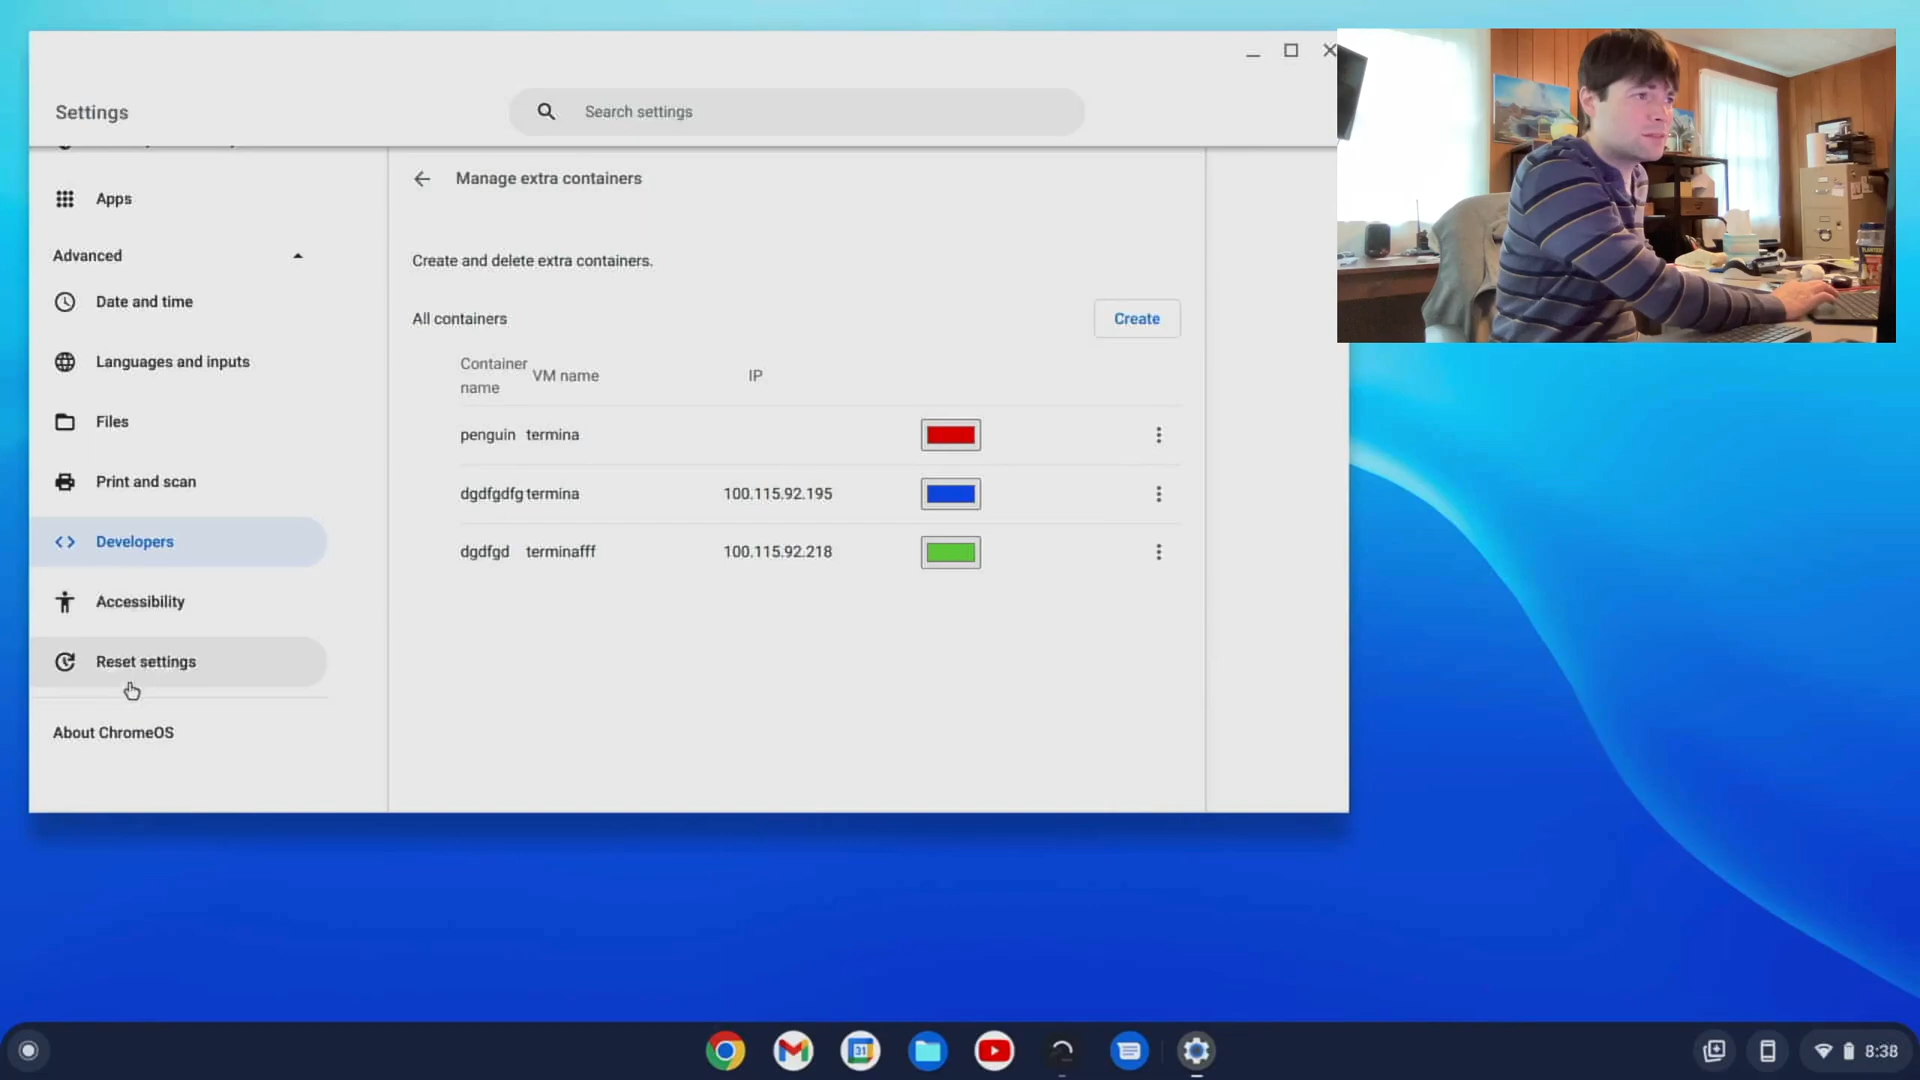 Settings
Search settings
Apps
Advanced
Date and time
Languages and inputs
Files
Print and scan
Developers
Accessibility
Reset settings
About ChromeOS
Manage extra containers
Create and delete extra containers.
All containers
Create
Container name
VM name
IP
penguin termina
dgdfgdfg termina 100.115.92.195
dgdfgd terminafff 100.115.92.218
31
8:38